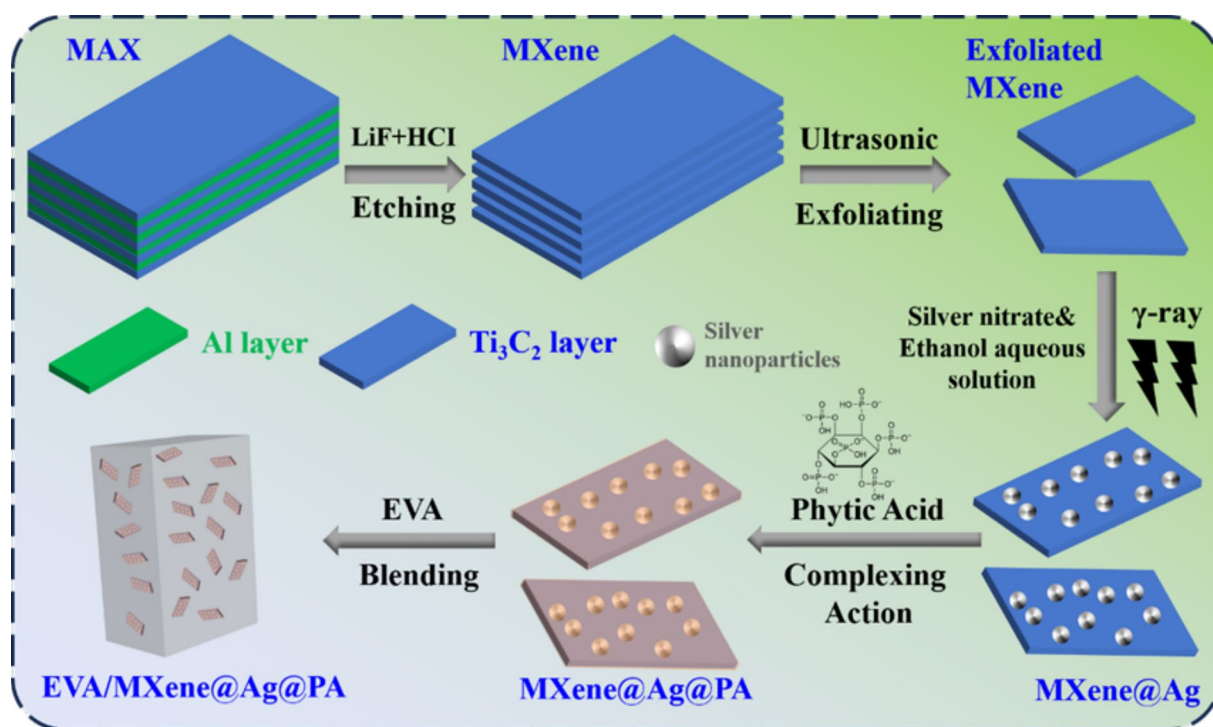 MAX
LiF+HCI
Etching
MXene
Ultrasonic
Exfoliating
Exfoliated
MXene
Al layer
Ti₃C₂ layer
Silver
nanoparticles
Silver nitrate&
Ethanol aqueous
solution
γ-ray
MXene@Ag
Phytic Acid
Complexing
Action
MXene@Ag@PA
EVA
Blending
EVA/MXene@Ag@PA